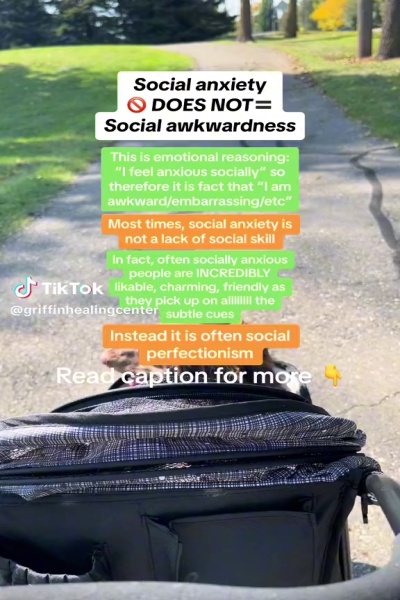 Social anxiety
🚫 DOES NOT =
Social awkwardness
This is emotional reasoning:
“I feel anxious socially” so
therefore it is fact that “I am
awkward/embarrassing/etc”
Most times, social anxiety is
not a lack of social skill
In fact, often socially anxious
people are INCREDIBLY
likable, charming, friendly as
they pick up on allllllll the
subtle cues
TikTok
@griffinhealingcenter
Instead it is often social
perfectionism
Read caption for more 👇